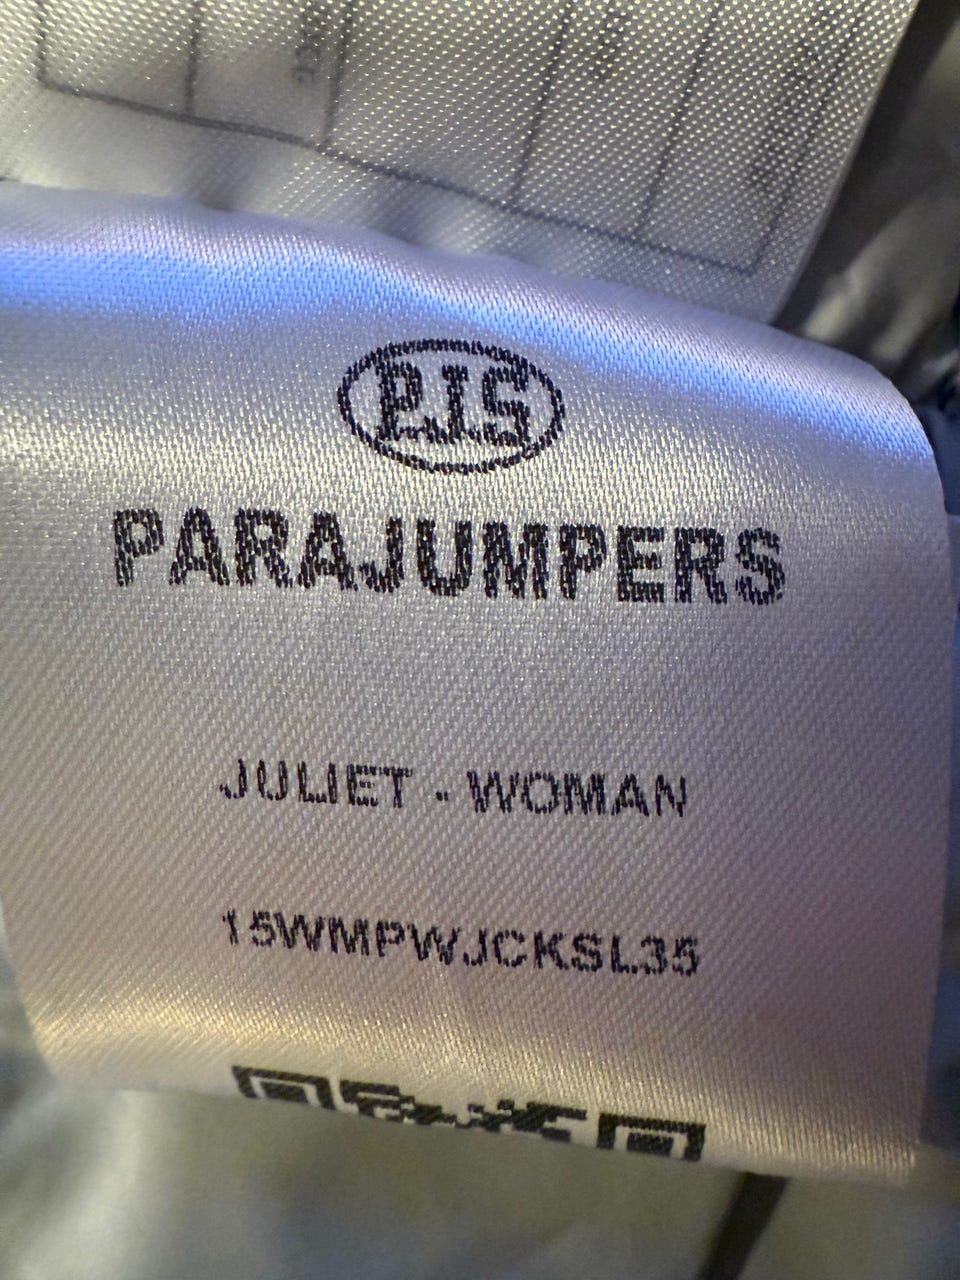 PJS
PARAJUMPERS
JULIET - WOMAN
15WMPWJCKSL35